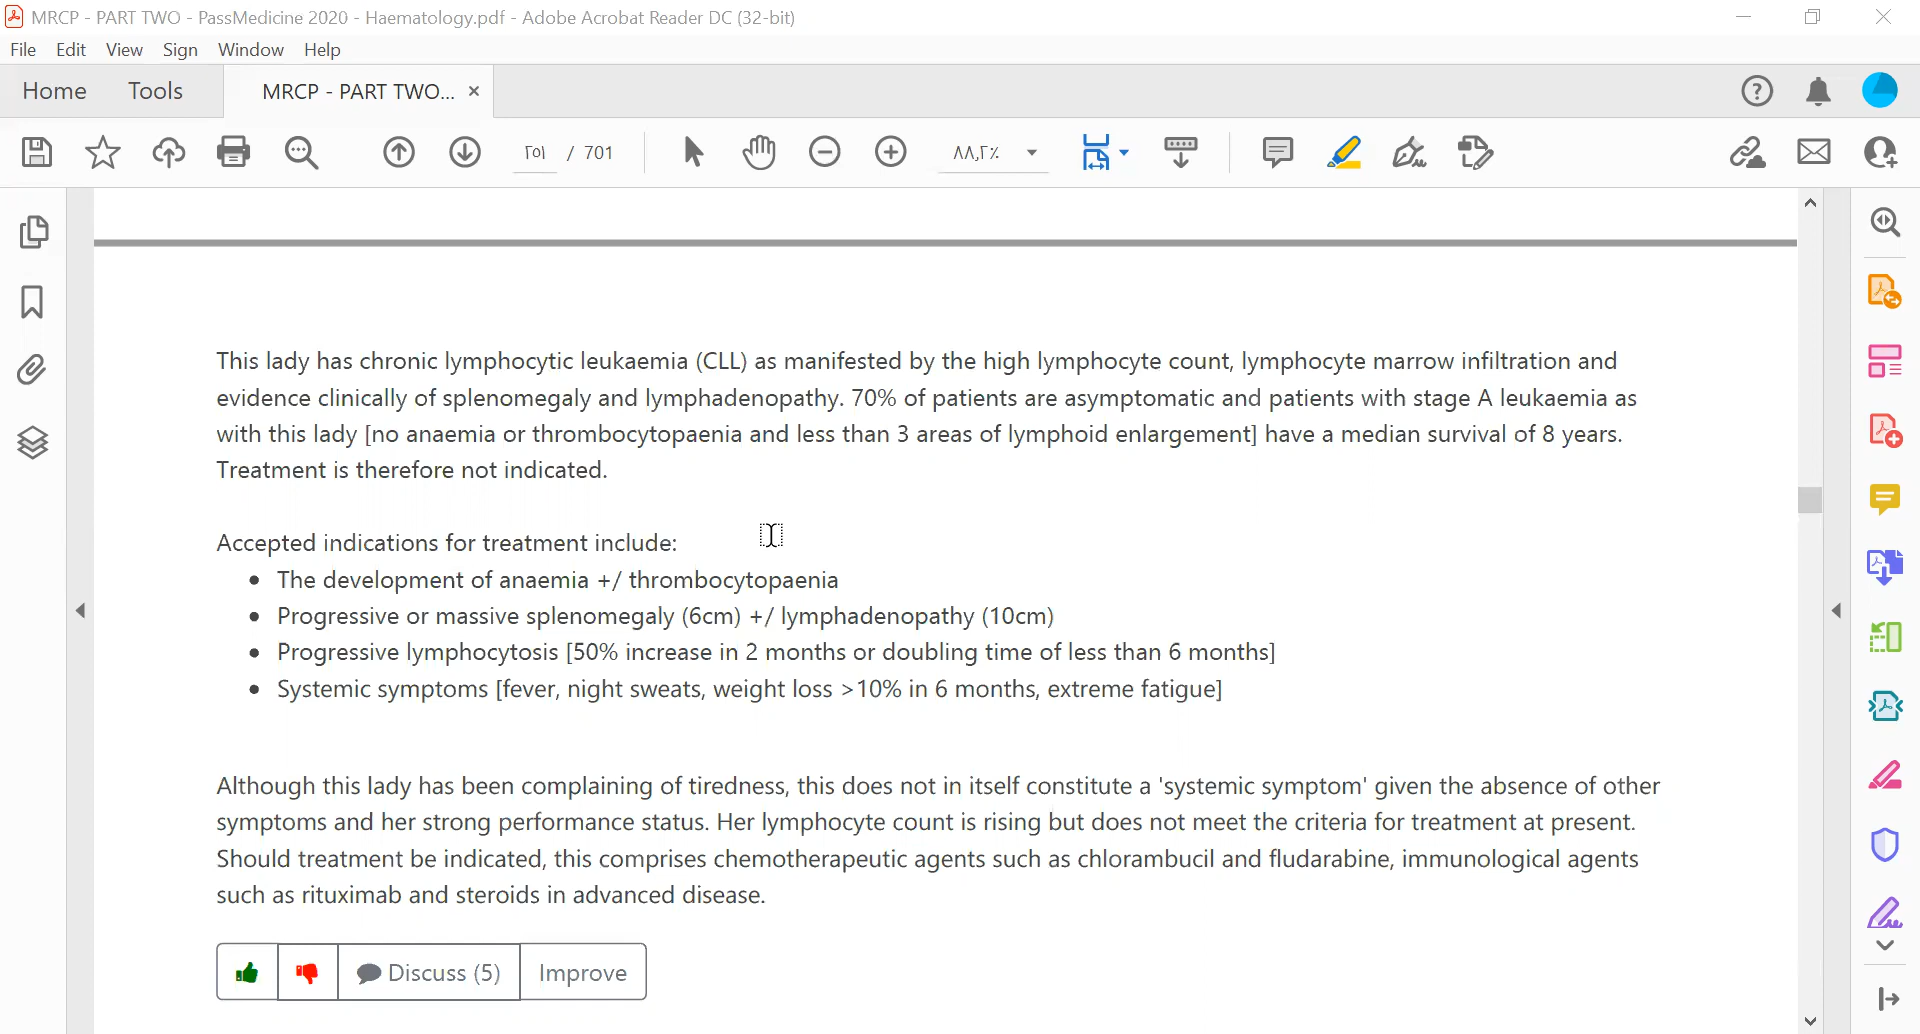 MRCP - PART TWO - PassMedicine 2020 - Haematology.pdf - Adobe Acrobat Reader DC (32-bit)
File Edit View Sign Window Help
Home Tools MRCP - PART TWO...
٢٥١ / 701 ٨٨,٢٪
This lady has chronic lymphocytic leukaemia (CLL) as manifested by the high lymphocyte count, lymphocyte marrow infiltration and
evidence clinically of splenomegaly and lymphadenopathy. 70% of patients are asymptomatic and patients with stage A leukaemia as
with this lady [no anaemia or thrombocytopaenia and less than 3 areas of lymphoid enlargement] have a median survival of 8 years.
Treatment is therefore not indicated.
Accepted indications for treatment include:
• The development of anaemia +/ thrombocytopaenia
• Progressive or massive splenomegaly (6cm) +/ lymphadenopathy (10cm)
• Progressive lymphocytosis [50% increase in 2 months or doubling time of less than 6 months]
• Systemic symptoms [fever, night sweats, weight loss >10% in 6 months, extreme fatigue]
Although this lady has been complaining of tiredness, this does not in itself constitute a 'systemic symptom' given the absence of other
symptoms and her strong performance status. Her lymphocyte count is rising but does not meet the criteria for treatment at present.
Should treatment be indicated, this comprises chemotherapeutic agents such as chlorambucil and fludarabine, immunological agents
such as rituximab and steroids in advanced disease.
Discuss (5) Improve